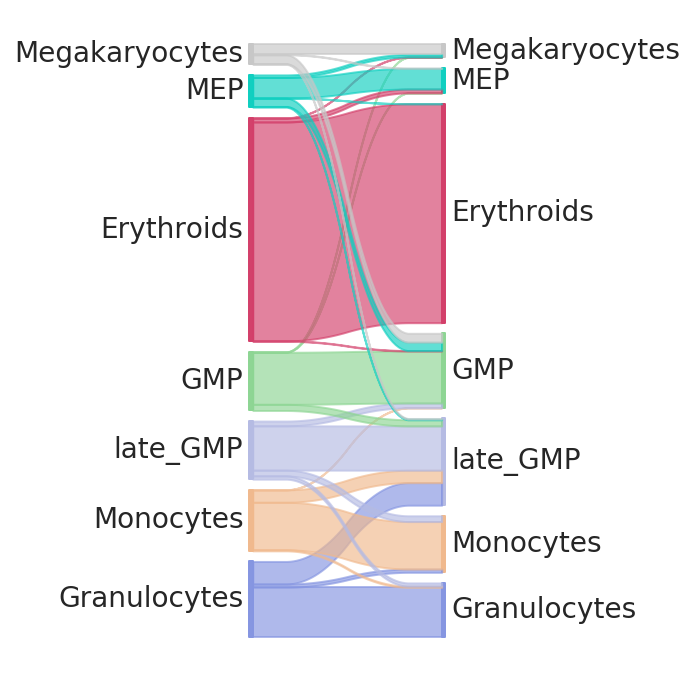 Megakaryocytes
MEP
Erythroids
GMP
late_GMP
Monocytes
Granulocytes
Megakaryocytes
MEP
Erythroids
GMP
late_GMP
Monocytes
Granulocytes